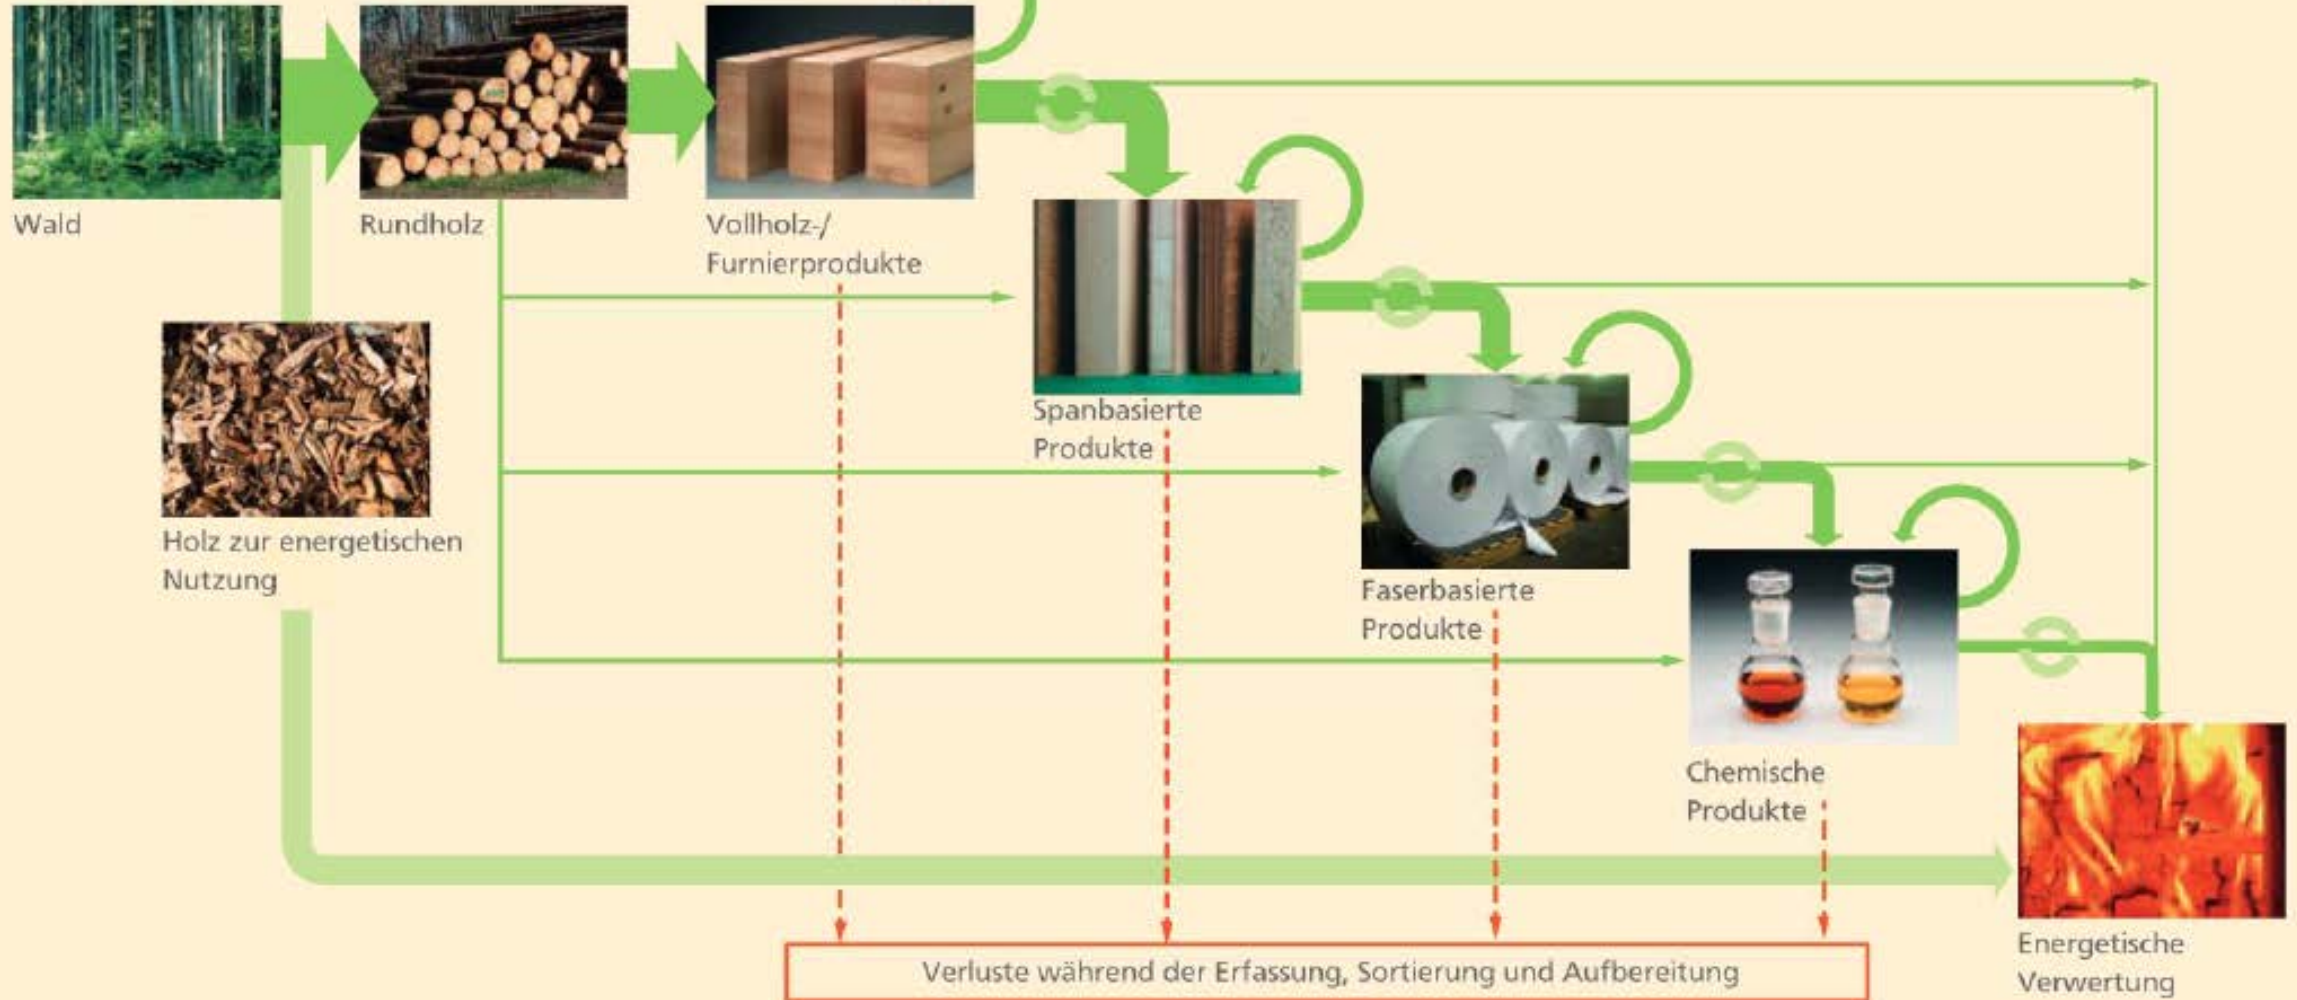 Wald
Rundholz
Vollholz-/
Furnierprodukte
Holz zur energetischen
Nutzung
Spanbasierte
Produkte
Faserbasierte
Produkte
Chemische
Produkte
Energetische
Verwertung
Verluste während der Erfassung, Sortierung und Aufbereitung